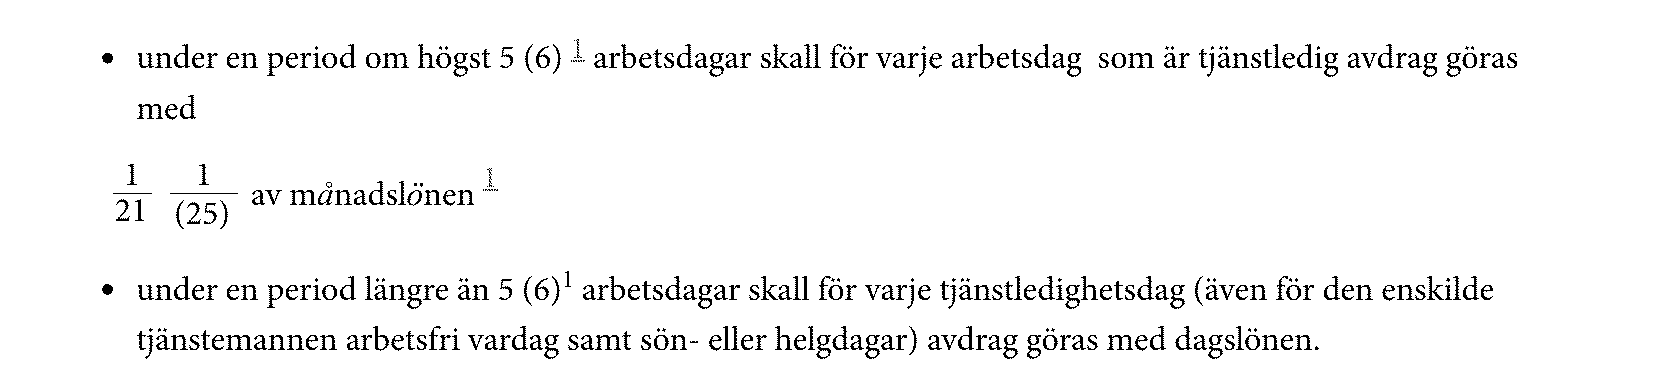 • under en period om högst 5 (6) 1 arbetsdagar skall för varje arbetsdag som är tjänstledig avdrag göras
med
1/21 1/(25) av månadslönen 1
• under en period längre än 5 (6)1 arbetsdagar skall för varje tjänstledighetsdag (även för den enskilde
tjänstemannen arbetsfri vardag samt sön- eller helgdagar) avdrag göras med dagslönen.